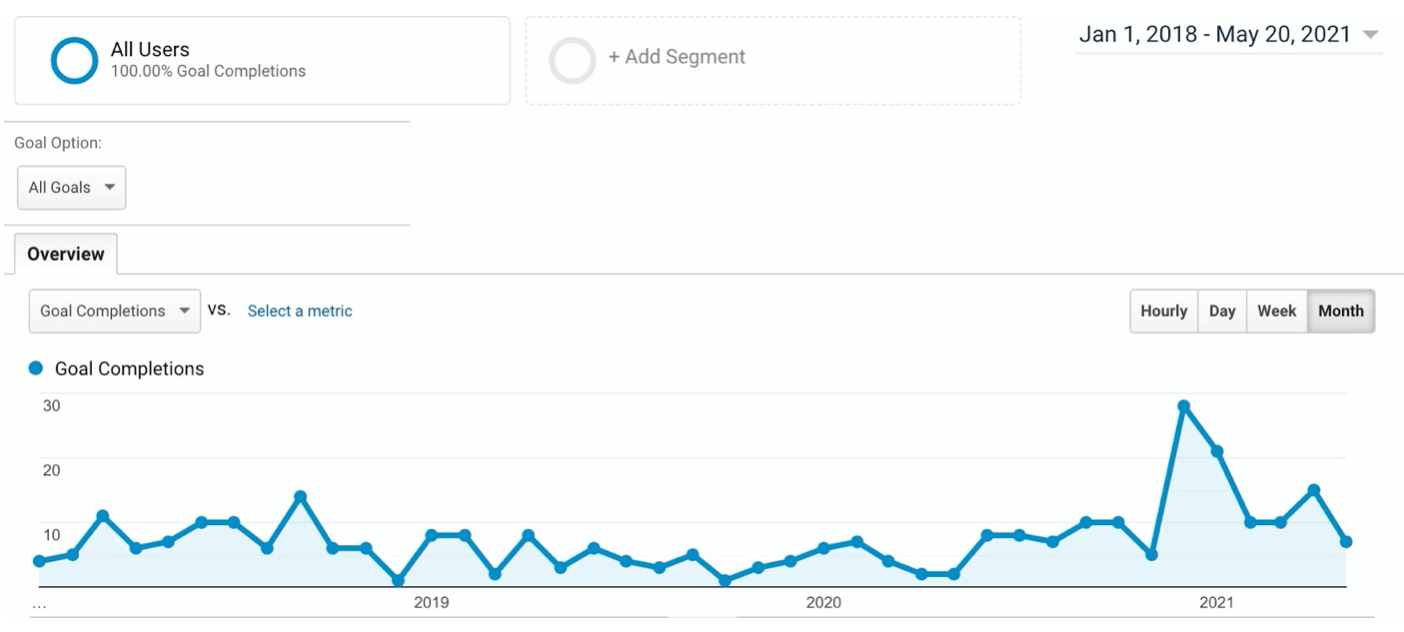 All Users
100.00% Goal Completions
+ Add Segment
Jan 1, 2018 - May 20, 2021
Goal Option:
All Goals
Overview
Goal Completions VS. Select a metric
Hourly Day Week Month
Goal Completions
30
20
10
... 2019 2020 2021